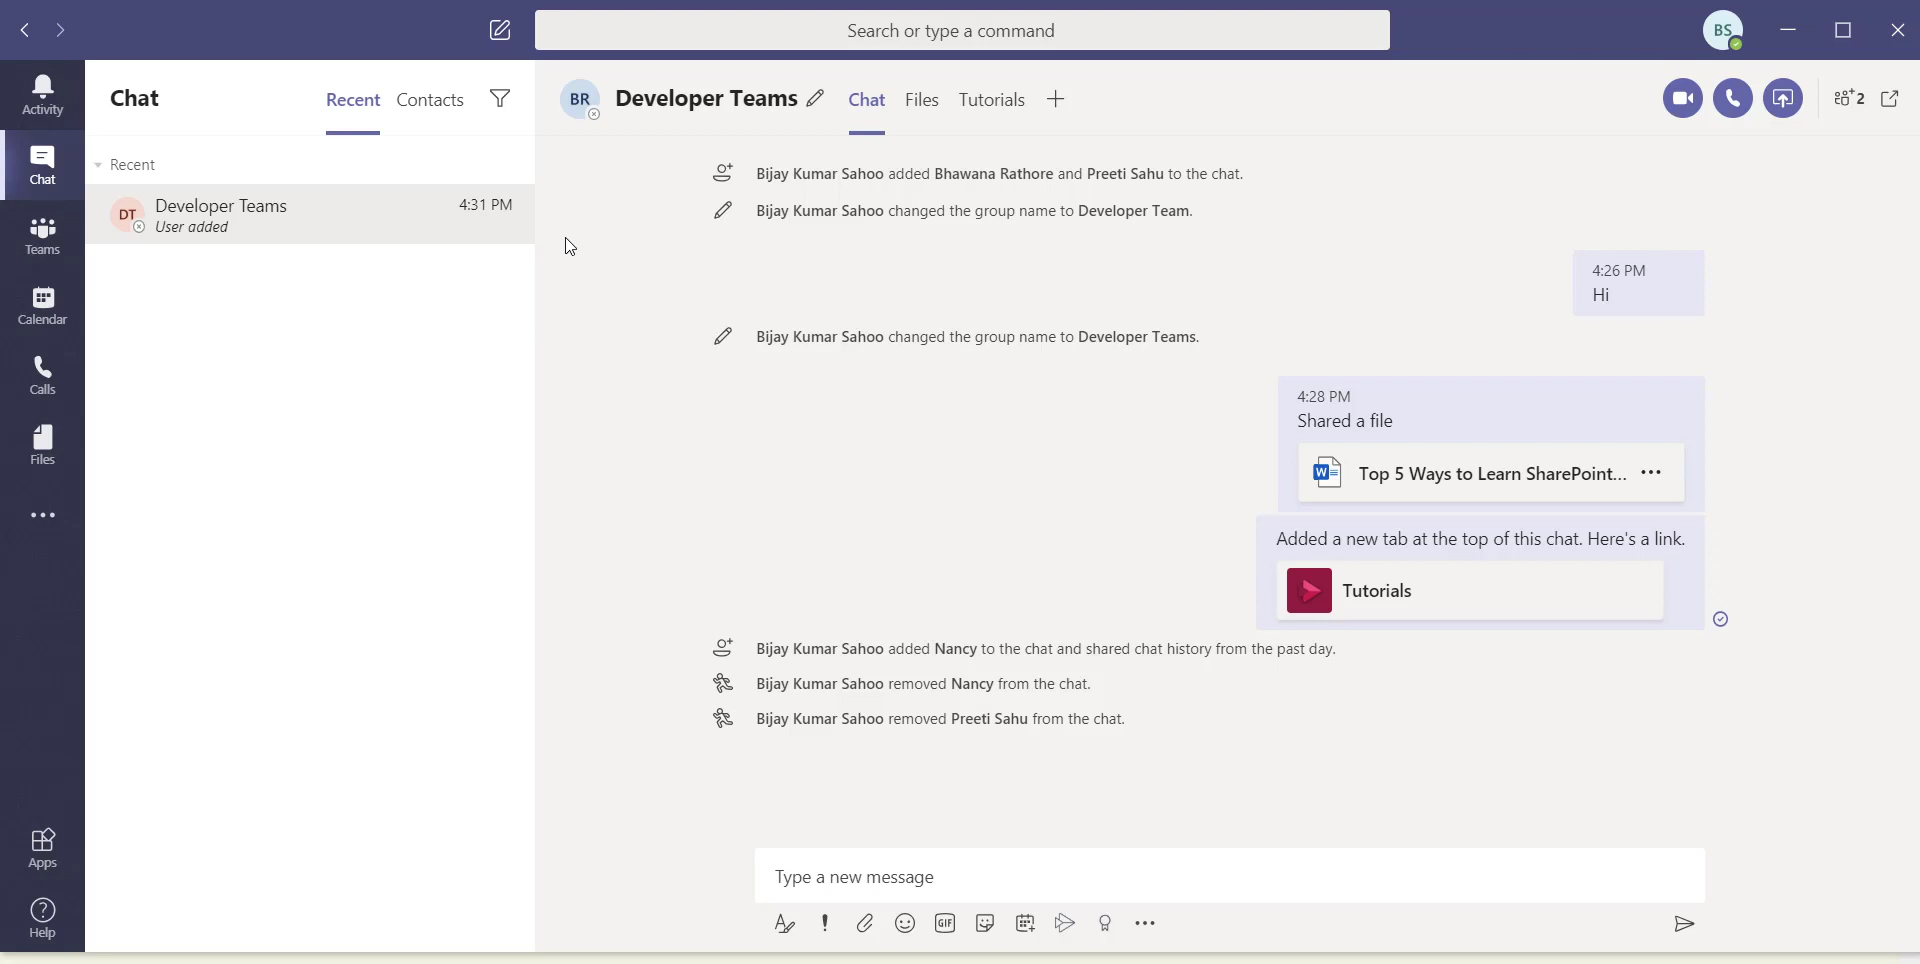 Search or type a command
BS
Activity
Chat
Teams
Calendar
Calls
Files
Apps
Help
Chat
Recent
Contacts
Recent
DT
Developer Teams
4:31 PM
User added
BR
Developer Teams
Chat
Files
Tutorials
2
Bijay Kumar Sahoo added Bhawana Rathore and Preeti Sahu to the chat.
Bijay Kumar Sahoo changed the group name to Developer Team.
4:26 PM
Hi
Bijay Kumar Sahoo changed the group name to Developer Teams.
4:28 PM
Shared a file
W
Top 5 Ways to Learn SharePoint...
Added a new tab at the top of this chat. Here's a link.
Tutorials
Bijay Kumar Sahoo added Nancy to the chat and shared chat history from the past day.
Bijay Kumar Sahoo removed Nancy from the chat.
Bijay Kumar Sahoo removed Preeti Sahu from the chat.
Type a new message
GIF